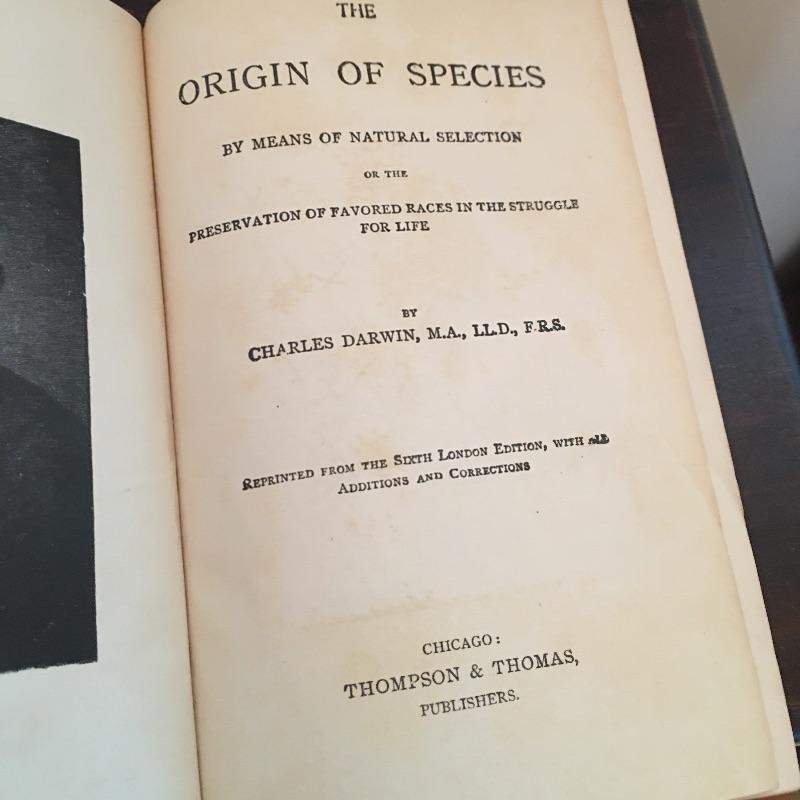 THE
ORIGIN OF SPECIES
BY MEANS OF NATURAL SELECTION
OR THE
PRESERVATION OF FAVORED RACES IN THE STRUGGLE
FOR LIFE
BY
CHARLES DARWIN, M.A., LL.D., F.R.S.
REPRINTED FROM THE SIXTH LONDON EDITION, WITH ALL
ADDITIONS AND CORRECTIONS
CHICAGO:
THOMPSON & THOMAS,
PUBLISHERS.